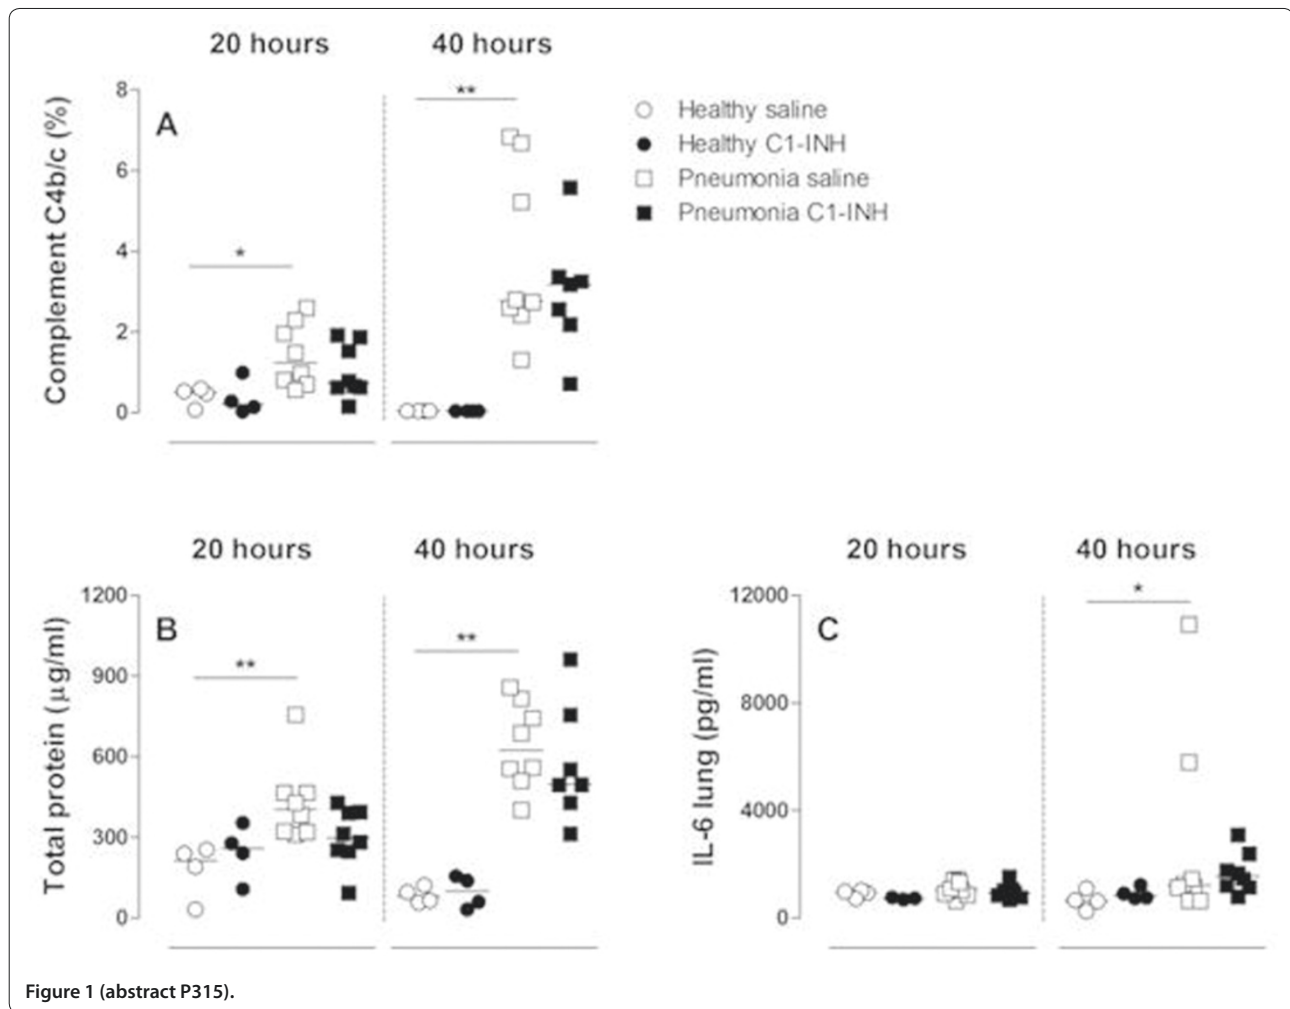 20 hours 40 hours
Complement C4b/c (%)
8
6
4
2
0
A
*
**
Healthy saline
Healthy C1-INH
Pneumonia saline
Pneumonia C1-INH
20 hours 40 hours
Total protein (μg/ml)
1200
900
600
300
0
B
**
**
20 hours 40 hours
IL-6 lung (pg/ml)
12000
8000
4000
0
C
*
Figure 1 (abstract P315).